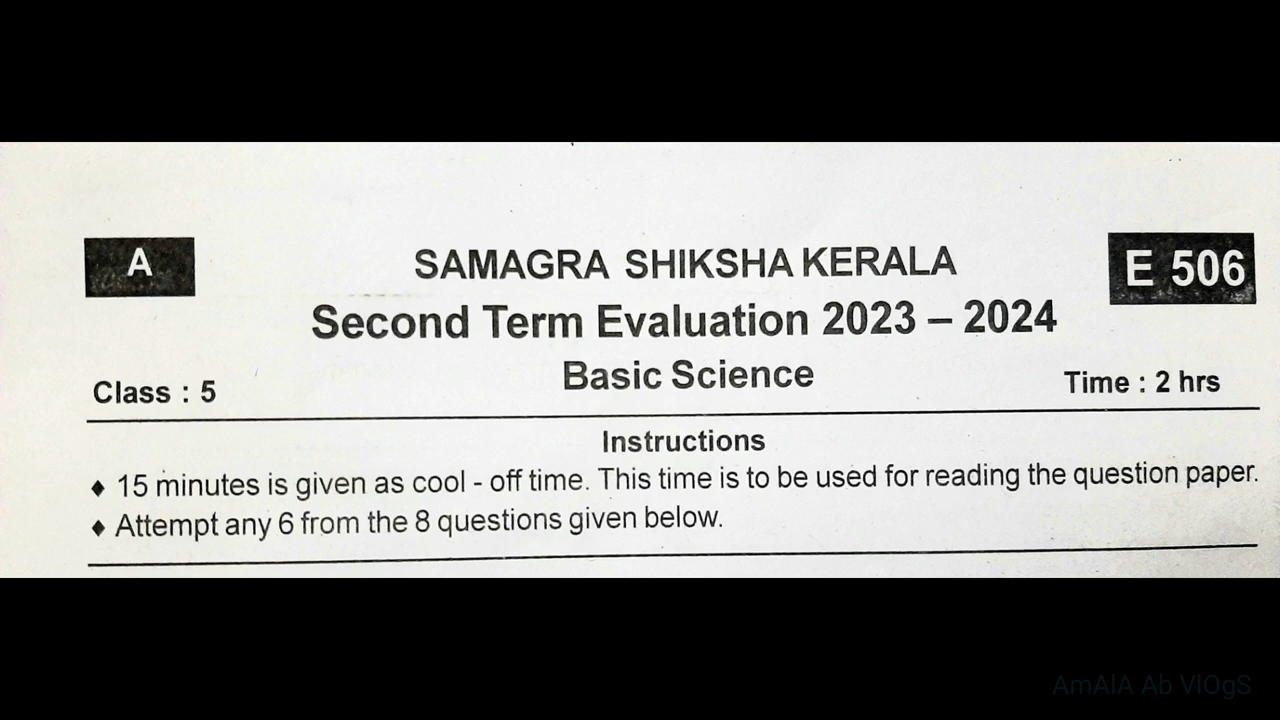 A
SAMAGRA SHIKSHA KERALA
E 506
Second Term Evaluation 2023 – 2024
Basic Science
Class : 5
Time : 2 hrs
Instructions
♦ 15 minutes is given as cool - off time. This time is to be used for reading the question paper.
♦ Attempt any 6 from the 8 questions given below.
AmAlA Ab VlOgS